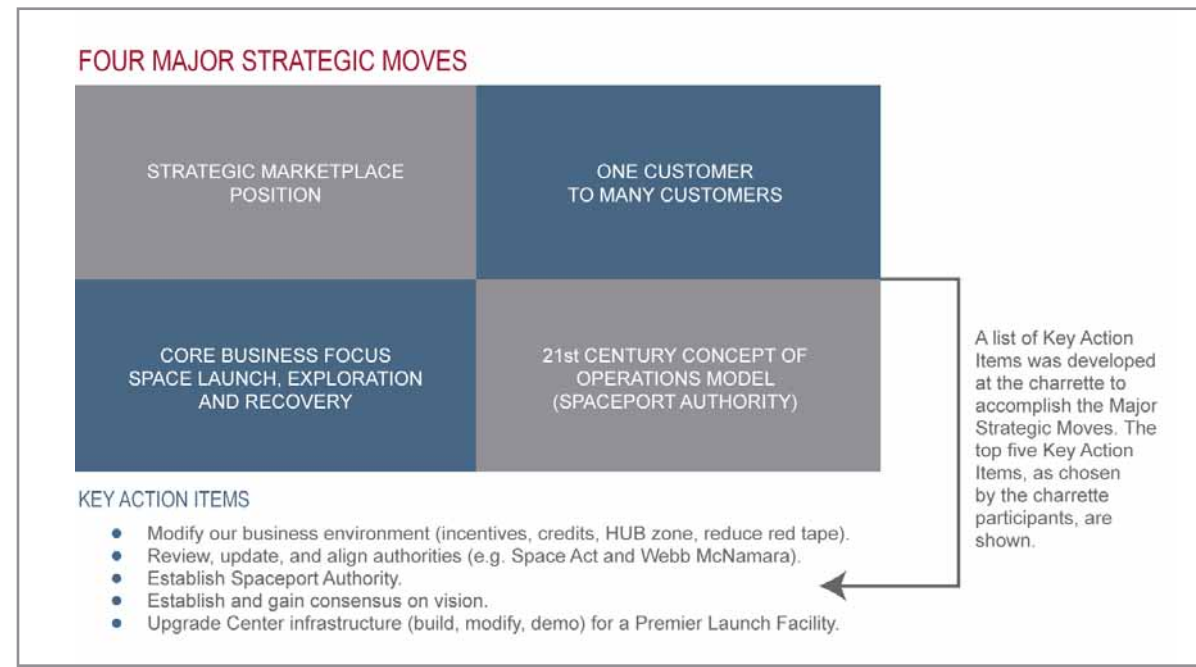 FOUR MAJOR STRATEGIC MOVES
STRATEGIC MARKETPLACE
POSITION
ONE CUSTOMER
TO MANY CUSTOMERS
CORE BUSINESS FOCUS
SPACE LAUNCH, EXPLORATION
AND RECOVERY
21st CENTURY CONCEPT OF
OPERATIONS MODEL
(SPACEPORT AUTHORITY)
A list of Key Action
Items was developed
at the charrette to
accomplish the Major
Strategic Moves. The
top five Key Action
Items, as chosen
by the charrette
participants, are
shown.
KEY ACTION ITEMS
● Modify our business environment (incentives, credits, HUB zone, reduce red tape).
● Review, update, and align authorities (e.g. Space Act and Webb McNamara).
● Establish Spaceport Authority.
● Establish and gain consensus on vision.
● Upgrade Center infrastructure (build, modify, demo) for a Premier Launch Facility.